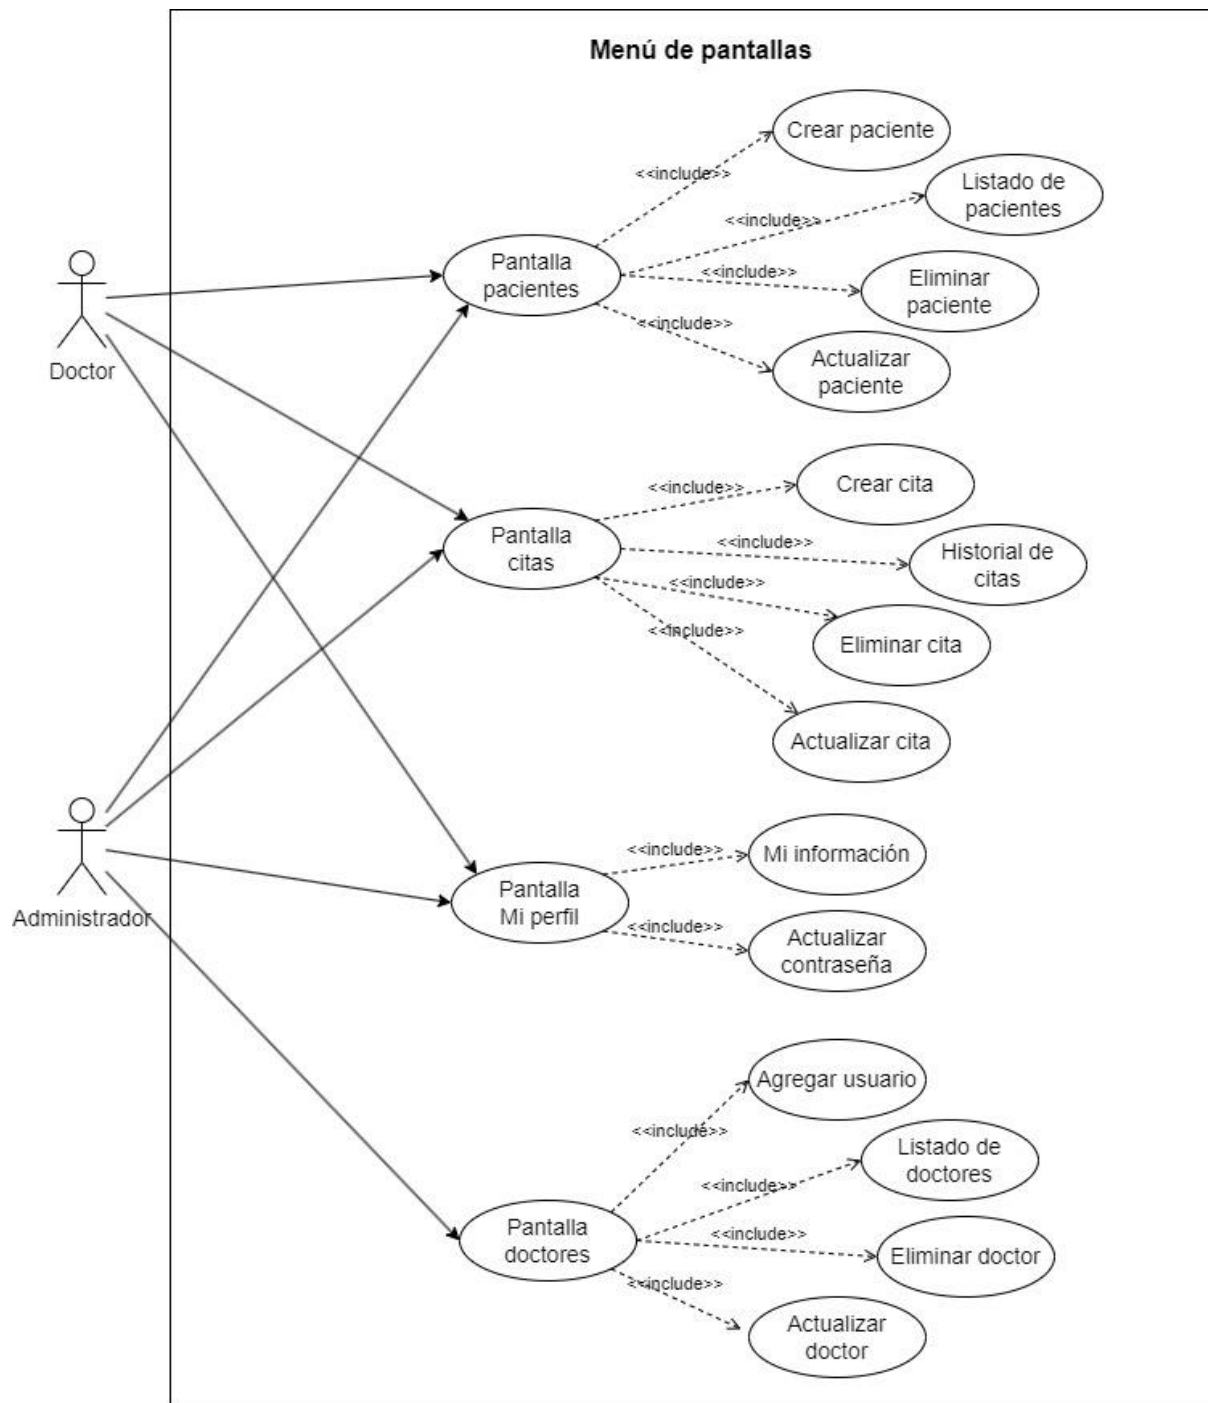 Menú de pantallas
Crear paciente
<<include>>
Listado de
pacientes
<<include>>
Pantalla
pacientes
<<include>>
Eliminar
paciente
<<include>>
Actualizar
paciente
Doctor
Crear cita
<<include>>
Pantalla
citas
<<include>>
Historial de
citas
<<include>>
Eliminar cita
<<include>>
Actualizar cita
Administrador
<<include>>
Mi información
Pantalla
Mi perfil
<<include>>
Actualizar
contraseña
Agregar usuario
<<include>>
Listado de
doctores
<<include>>
Pantalla
doctores
<<include>>
Eliminar doctor
<<include>>
Actualizar
doctor